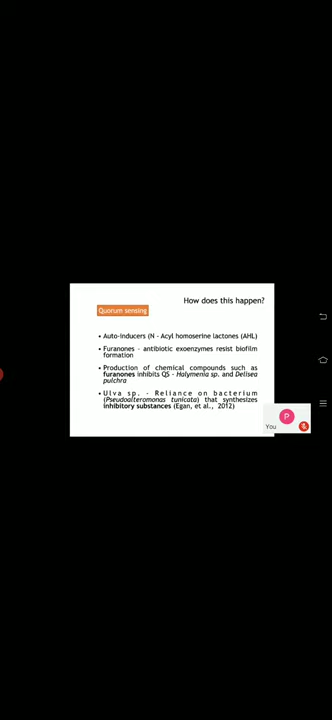 How does this happen?
Quorum sensing
• Auto-inducers (N - Acyl homoserine lactones (AHL)
• Furanones - antibiotic exoenzymes resist biofilm
formation
• Production of chemical compounds such as
furanones inhibits QS - Halymenia sp. and Delisea
pulchra
• Ulva sp. - Reliance on bacterium
(Pseudoalteromonas tunicata) that synthesizes
inhibitory substances (Egan, et al., 2012)
P
You